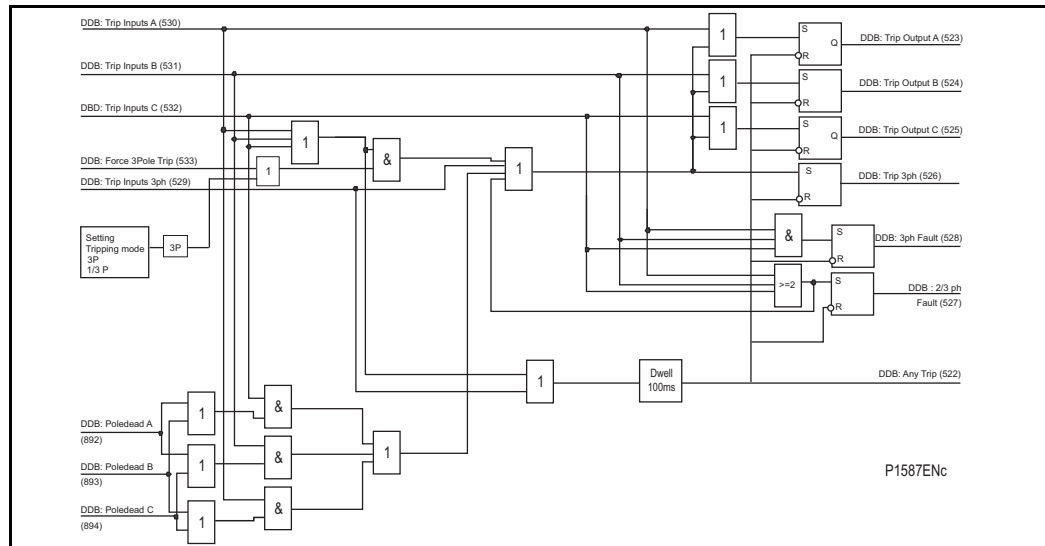 DDB: Trip Inputs A (530)
1
S
Q
R
DDB: Trip Output A (523)
DDB: Trip Inputs B (531)
1
S
R
DDB: Trip Output B (524)
DBD: Trip Inputs C (532)
1
1
S
Q
R
DDB: Trip Output C (525)
DDB: Force 3Pole Trip (533)
1
&
1
S
R
DDB: Trip 3ph (526)
DDB: Trip Inputs 3ph (529)
Setting
Tripping mode
3P
1/3 P
3P
&
S
R
DDB: 3ph Fault (528)
>=2
S
R
DDB : 2/3 ph
Fault (527)
1
Dwell
100ms
DDB: Any Trip (522)
DDB: Poledead A
(892)
1
&
DDB: Poledead B
(893)
1
&
1
DDB: Poledead C
(894)
1
&
P1587ENc